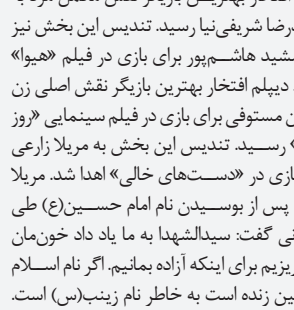 درضا شریفی‌نیا رسید. تندیس این بخش نیز
شید هاشم‌پور برای بازی در فیلم «هیوا»
دیپلم افتخار بهترین بازیگر نقش اصلی زن
ن مستوفی برای بازی در فیلم سینمایی «روز
» رسید. تندیس این بخش به مریلا زارعی
ازی در «دست‌های خالی» اهدا شد. مریلا
پس از بوسیدن نام امام حسین(ع) طی
نی گفت: سیدالشهدا به ما یاد داد خون‌مان
ریزیم برای اینکه آزاده بمانیم. اگر نام اسلام
ین زنده است به خاطر نام زینب(س) است.